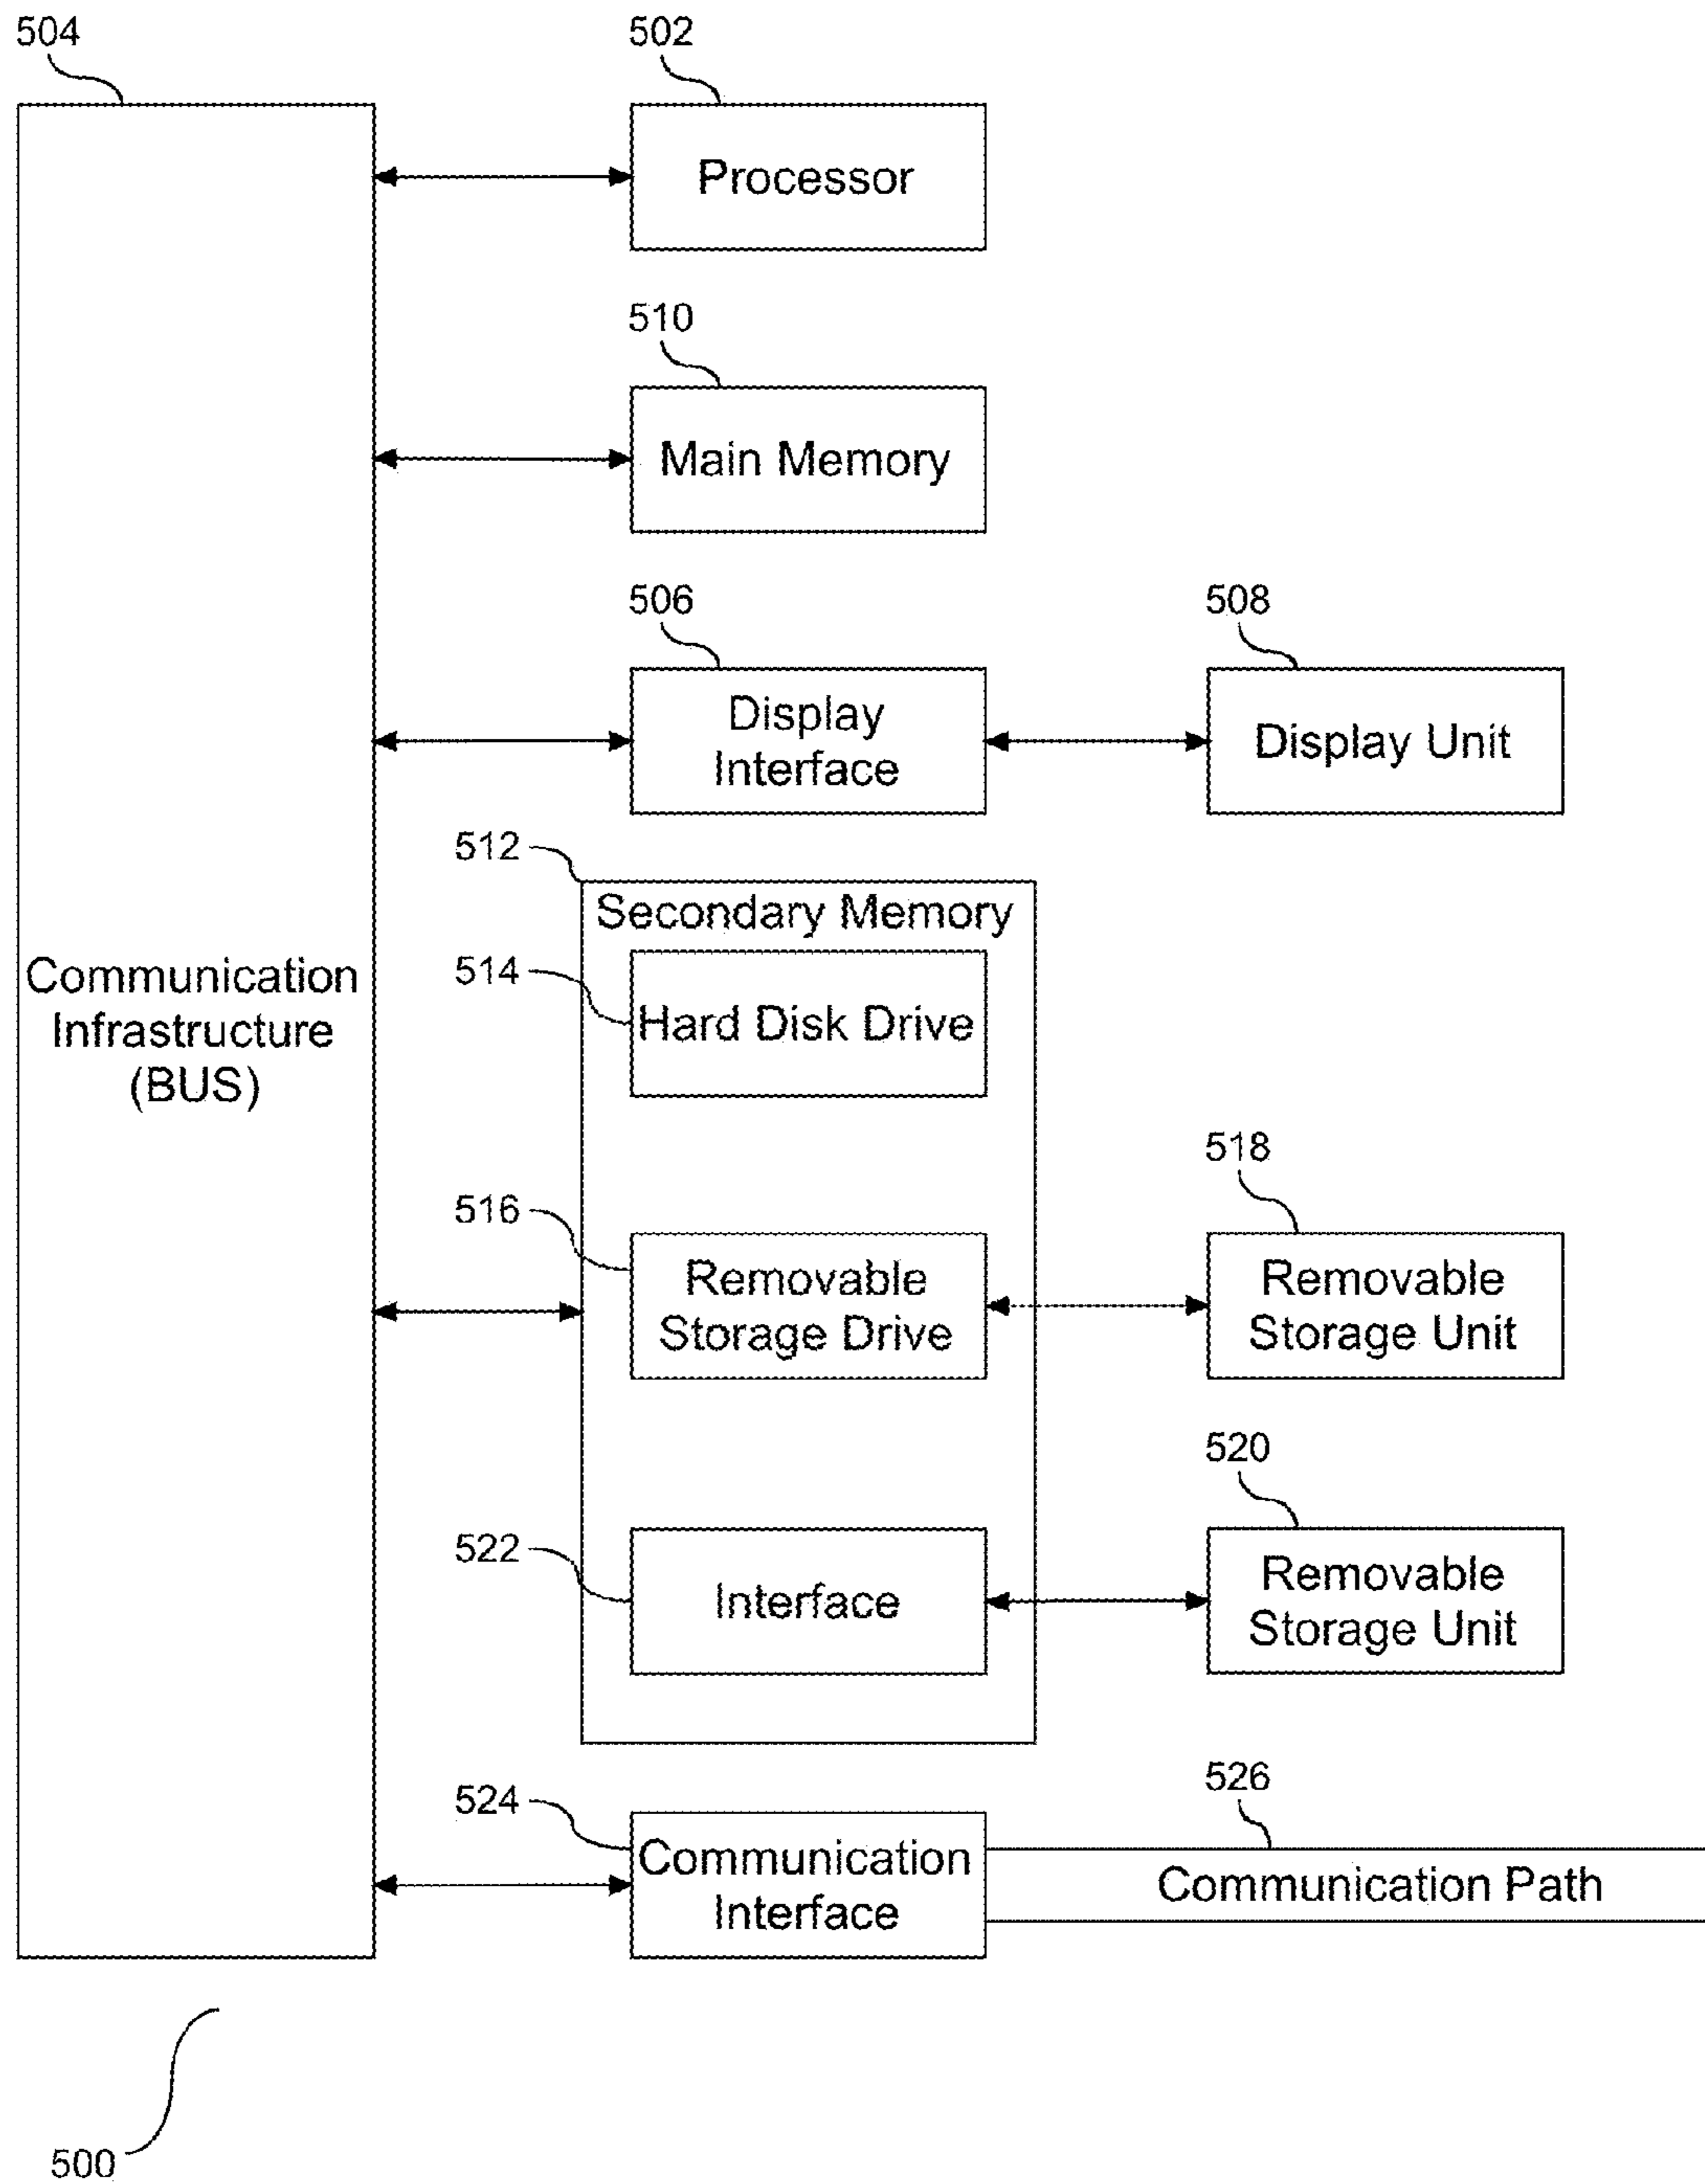 504
502
Processor
510
Main Memory
506
508
Display
Interface
Display Unit
512
Secondary Memory
514
Hard Disk Drive
Communication
Infrastructure
(BUS)
516
518
Removable
Storage Drive
Removable
Storage Unit
520
522
Interface
Removable
Storage Unit
524
526
Communication
Interface
Communication Path
500